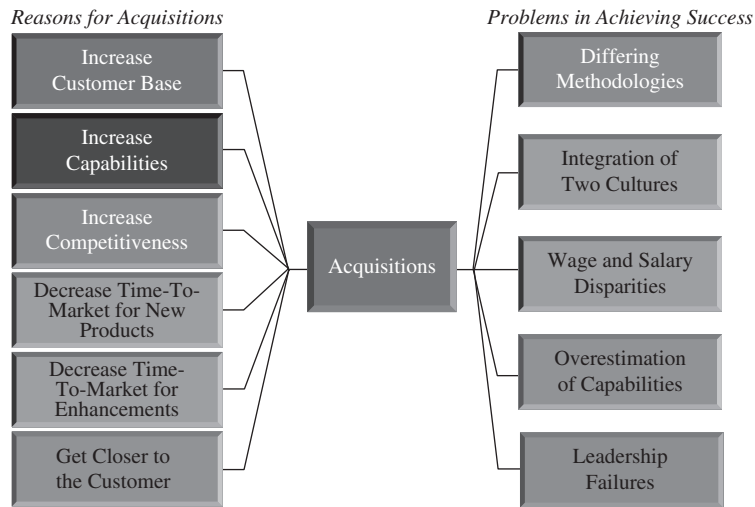 Reasons for Acquisitions
Increase
Customer Base
Increase
Capabilities
Increase
Competitiveness
Decrease Time-To-
Market for New
Products
Decrease Time-
To-Market for
Enhancements
Get Closer to
the Customer
Acquisitions
Problems in Achieving Success
Differing
Methodologies
Integration of
Two Cultures
Wage and Salary
Disparities
Overestimation
of Capabilities
Leadership
Failures